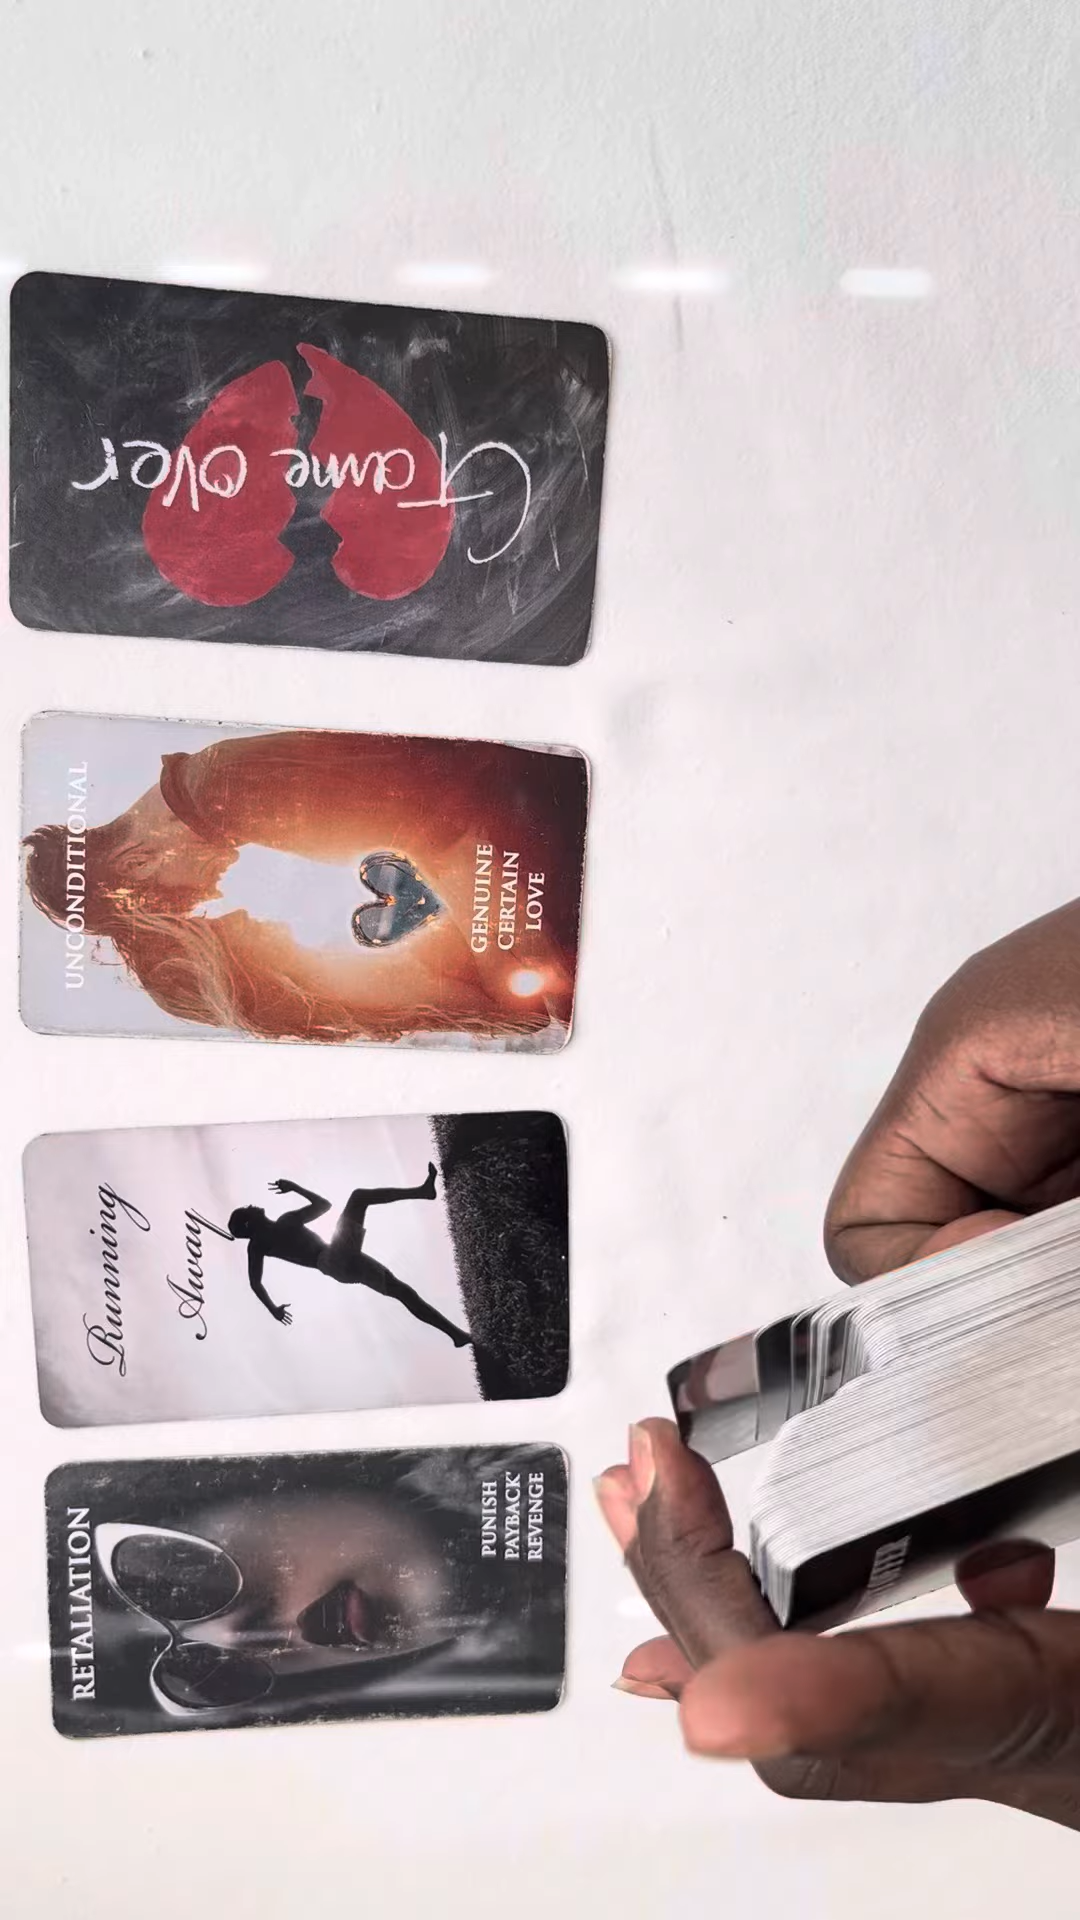 Game Over
UNCONDITIONAL
GENUINE
CERTAIN
LOVE
Running
Away
RETALIATION
PUNISH
PAYBACK
REVENGE